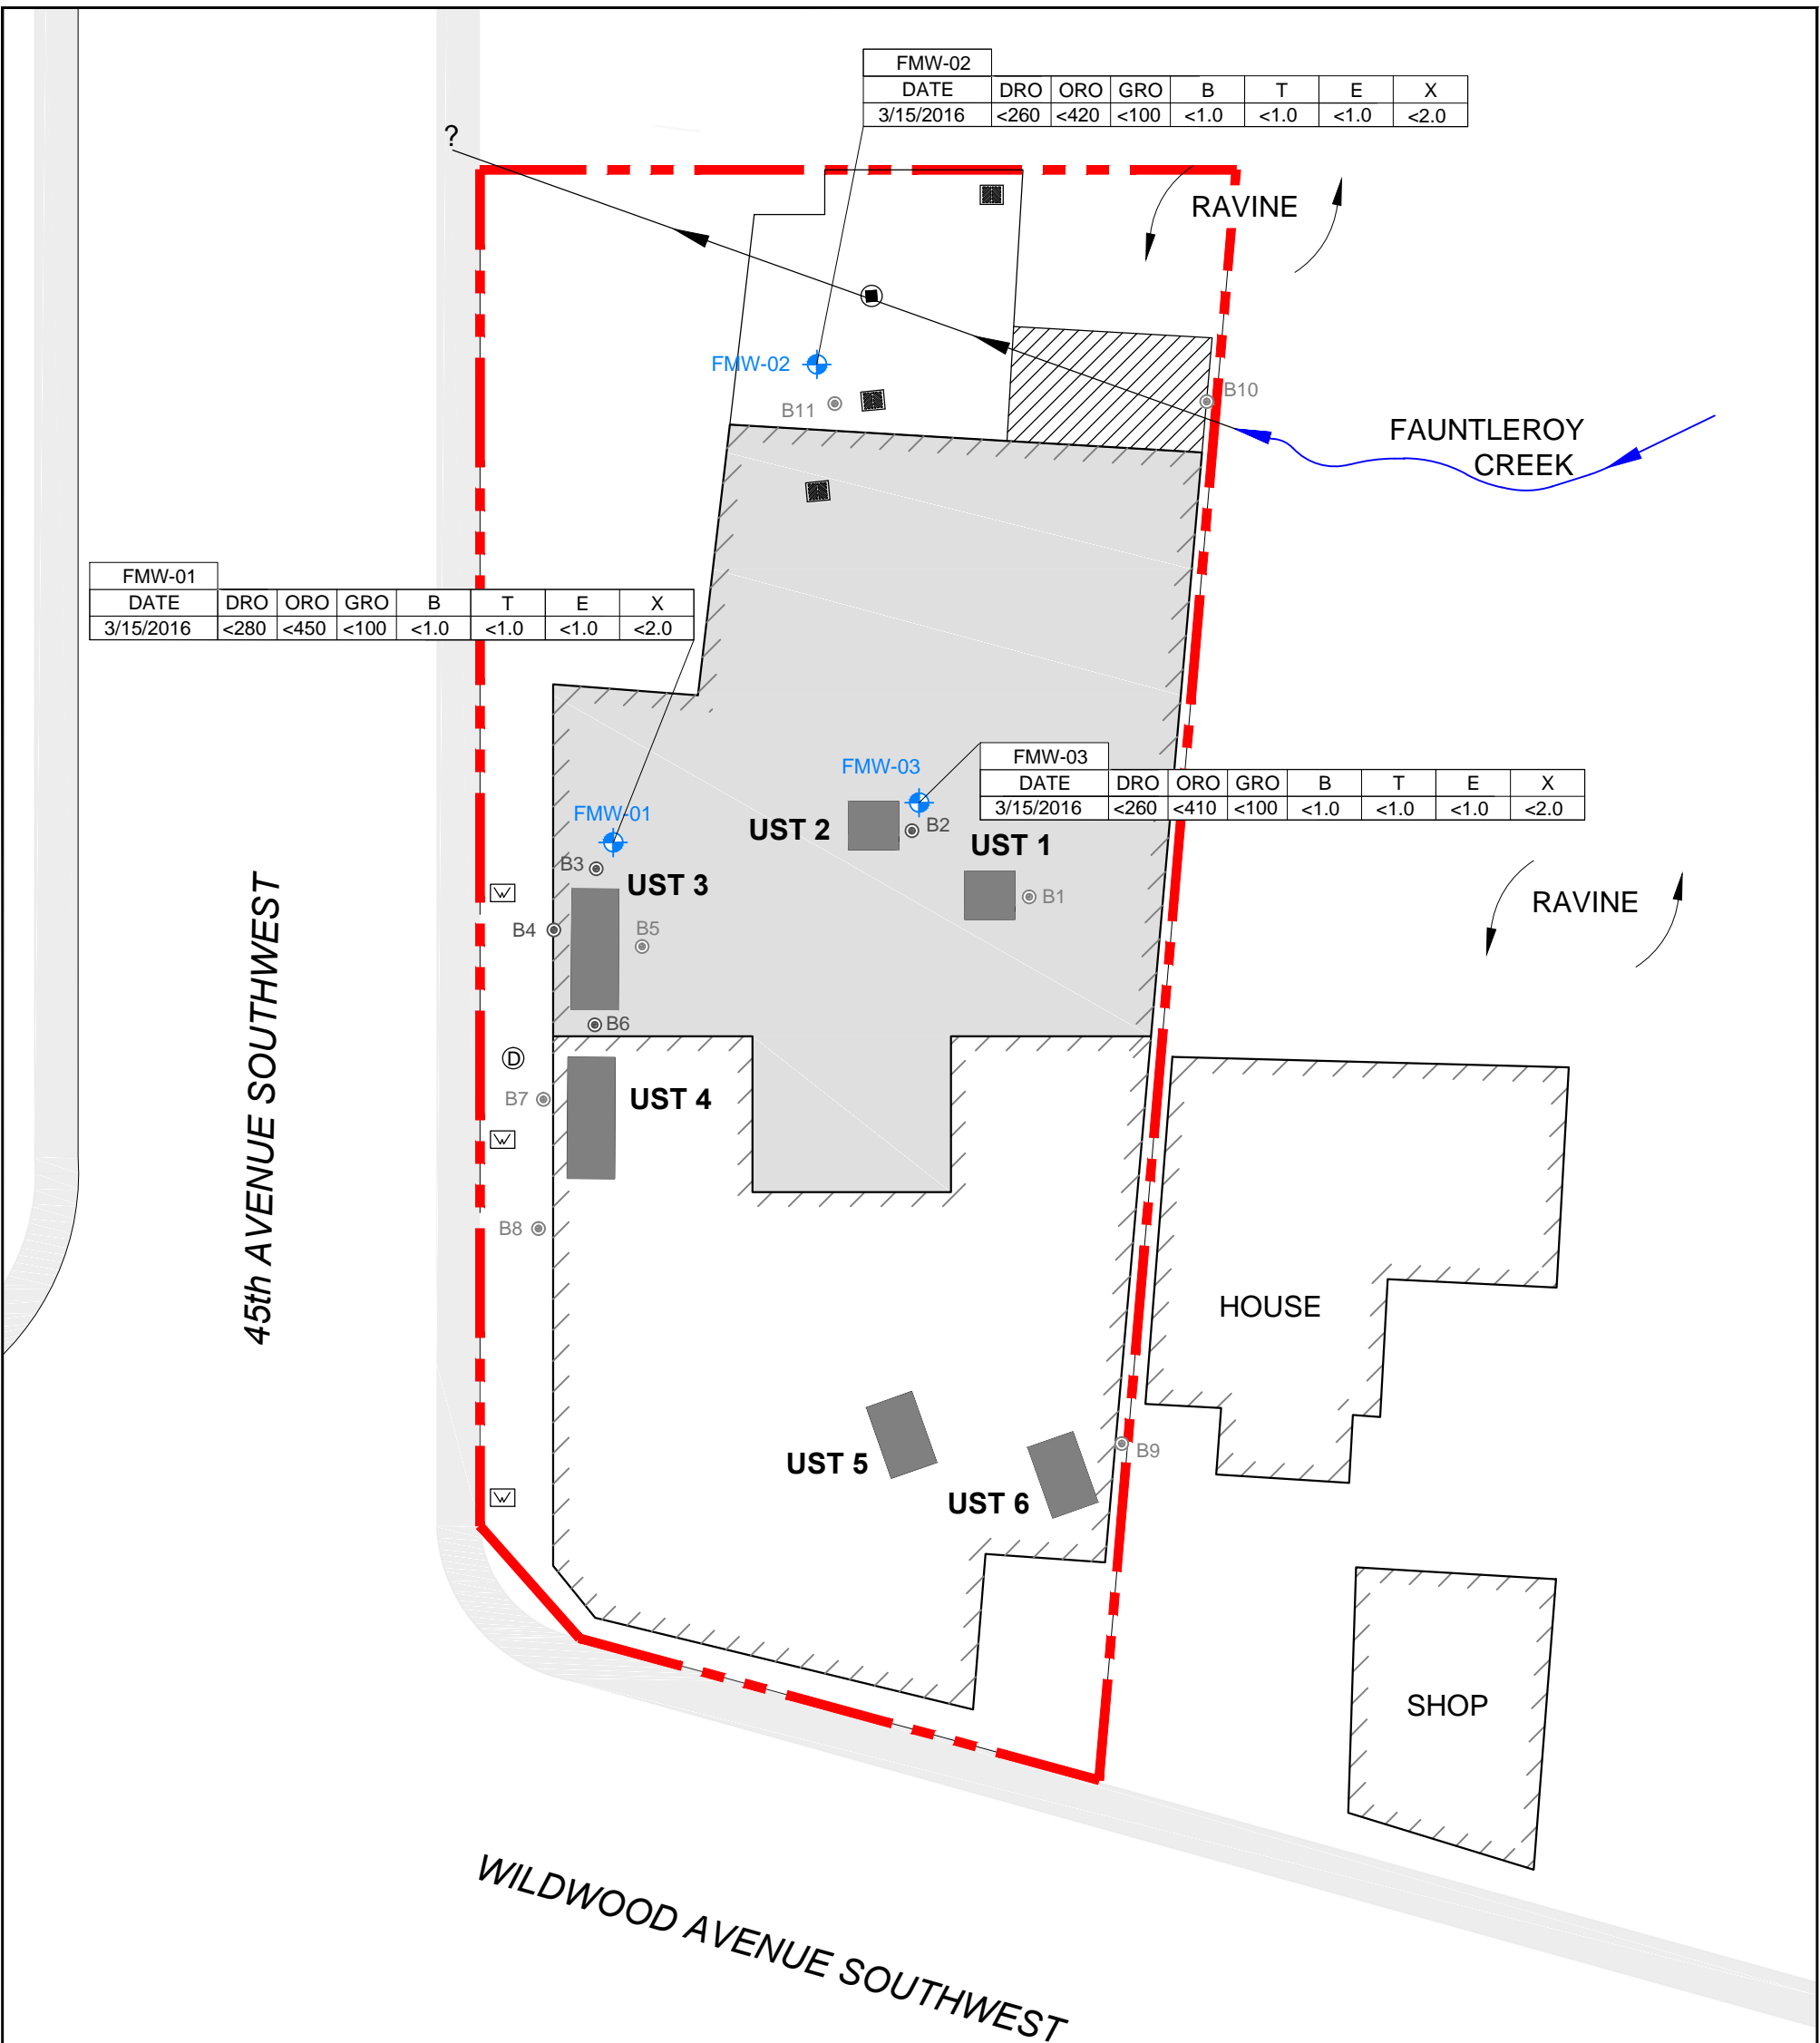 FMW-02
DATE DRO ORO GRO B T E X
3/15/2016 <260 <420 <100 <1.0 <1.0 <1.0 <2.0
?
RAVINE
FMW-02
B11
B10
FAUNTLEROY
CREEK
FMW-01
DATE DRO ORO GRO B T E X
3/15/2016 <280 <450 <100 <1.0 <1.0 <1.0 <2.0
FMW-03
FMW-03
DATE DRO ORO GRO B T E X
3/15/2016 <260 <410 <100 <1.0 <1.0 <1.0 <2.0
FMW-01
UST 2
B2
UST 1
B3
UST 3
B1
W
RAVINE
B4
B5
B6
D
B7
UST 4
W
B8
45th AVENUE SOUTHWEST
HOUSE
UST 5
B9
UST 6
W
SHOP
WILDWOOD AVENUE SOUTHWEST